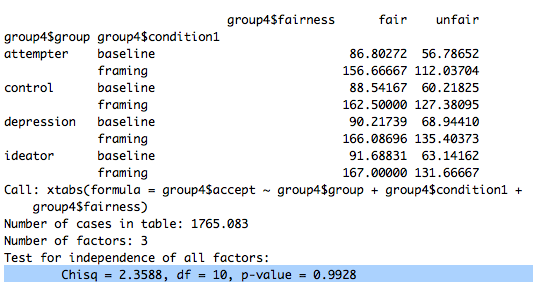 group4$fairness fair unfair
group4$group group4$condition1
attempter baseline 86.80272 56.78652
framing 156.66667 112.03704
control baseline 88.54167 60.21825
framing 162.50000 127.38095
depression baseline 90.21739 68.94410
framing 166.08696 135.40373
ideator baseline 91.68831 63.14162
framing 167.00000 131.66667
Call: xtabs(formula = group4$accept ~ group4$group + group4$condition1 +
group4$fairness)
Number of cases in table: 1765.083
Number of factors: 3
Test for independence of all factors:
Chisq = 2.3588, df = 10, p-value = 0.9928